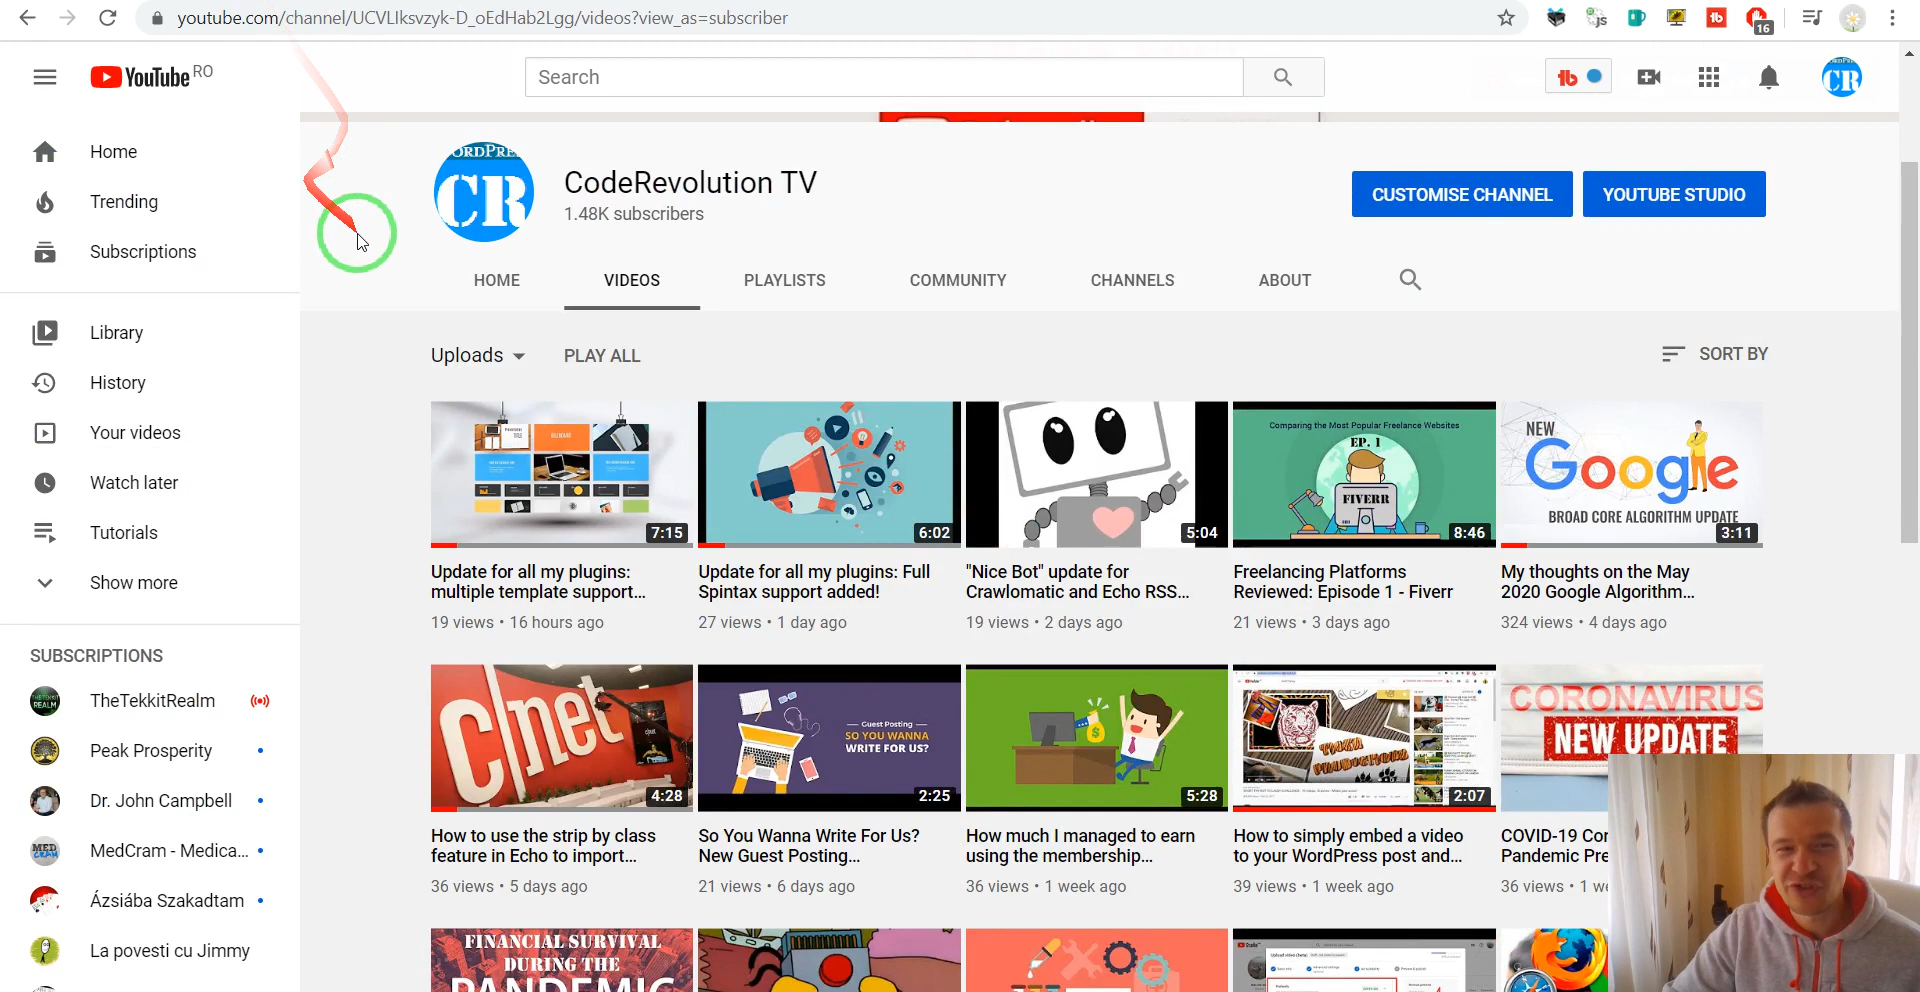 youtube.com/channel/UCVLlksvzyk-D_oEdHab2Lgg/videos?view_as=subscriber
JS
16
YouTube RO
Search
CR
Home
Trending
Subscriptions
CR
CodeRevolution TV
1.48K subscribers
CUSTOMISE CHANNEL
YOUTUBE STUDIO
HOME
VIDEOS
PLAYLISTS
COMMUNITY
CHANNELS
ABOUT
Library
History
Your videos
Watch later
Tutorials
Show more
Uploads
PLAY ALL
SORT BY
7:15
6:02
5:04
Comparing the Most Popular Freelance Websites
EP. 1
FIVERR
8:46
NEW
Google
BROAD CORE ALGORITHM UPDATE
3:11
Update for all my plugins:
multiple template support...
19 views • 16 hours ago
Update for all my plugins: Full
Spintax support added!
27 views • 1 day ago
"Nice Bot" update for
Crawlomatic and Echo RSS...
19 views • 2 days ago
Freelancing Platforms
Reviewed: Episode 1 - Fiverr
21 views • 3 days ago
My thoughts on the May
2020 Google Algorithm...
324 views • 4 days ago
SUBSCRIPTIONS
TheTekkitRealm
Peak Prosperity
Dr. John Campbell
MedCram - Medica...
Ázsiába Szakadtam
La povesti cu Jimmy
c|net
4:28
Guest Posting
SO YOU WANNA
WRITE FOR US?
2:25
5:28
TOUCA
PRODUCTIONS
2:07
CORONAVIRUS
NEW UPDATE
How to use the strip by class
feature in Echo to import...
36 views • 5 days ago
So You Wanna Write For Us?
New Guest Posting...
21 views • 6 days ago
How much I managed to earn
using the membership...
36 views • 1 week ago
How to simply embed a video
to your WordPress post and...
39 views • 1 week ago
COVID-19 Cor
Pandemic Pre
36 views • 1 we
FINANCIAL SURVIVAL
DURING THE
PANDEMIC